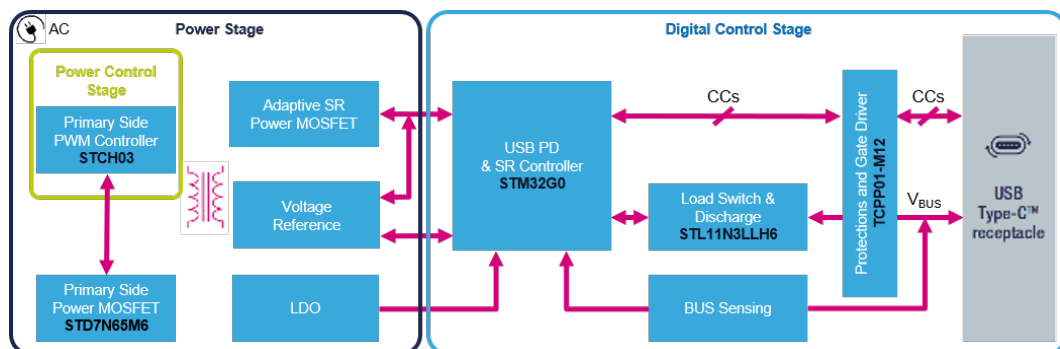 AC
Power Stage
Digital Control Stage
Power Control
Stage
Primary Side
PWM Controller
STCH03
Adaptive SR
Power MOSFET
Voltage
Reference
Primary Side
Power MOSFET
STD7N65M6
LDO
USB PD
& SR Controller
STM32G0
CCs
Load Switch &
Discharge
STL11N3LLH6
BUS Sensing
Protections and Gate Driver
TCPP01-M12
CCs
VBUS
USB
Type-C™
receptacle